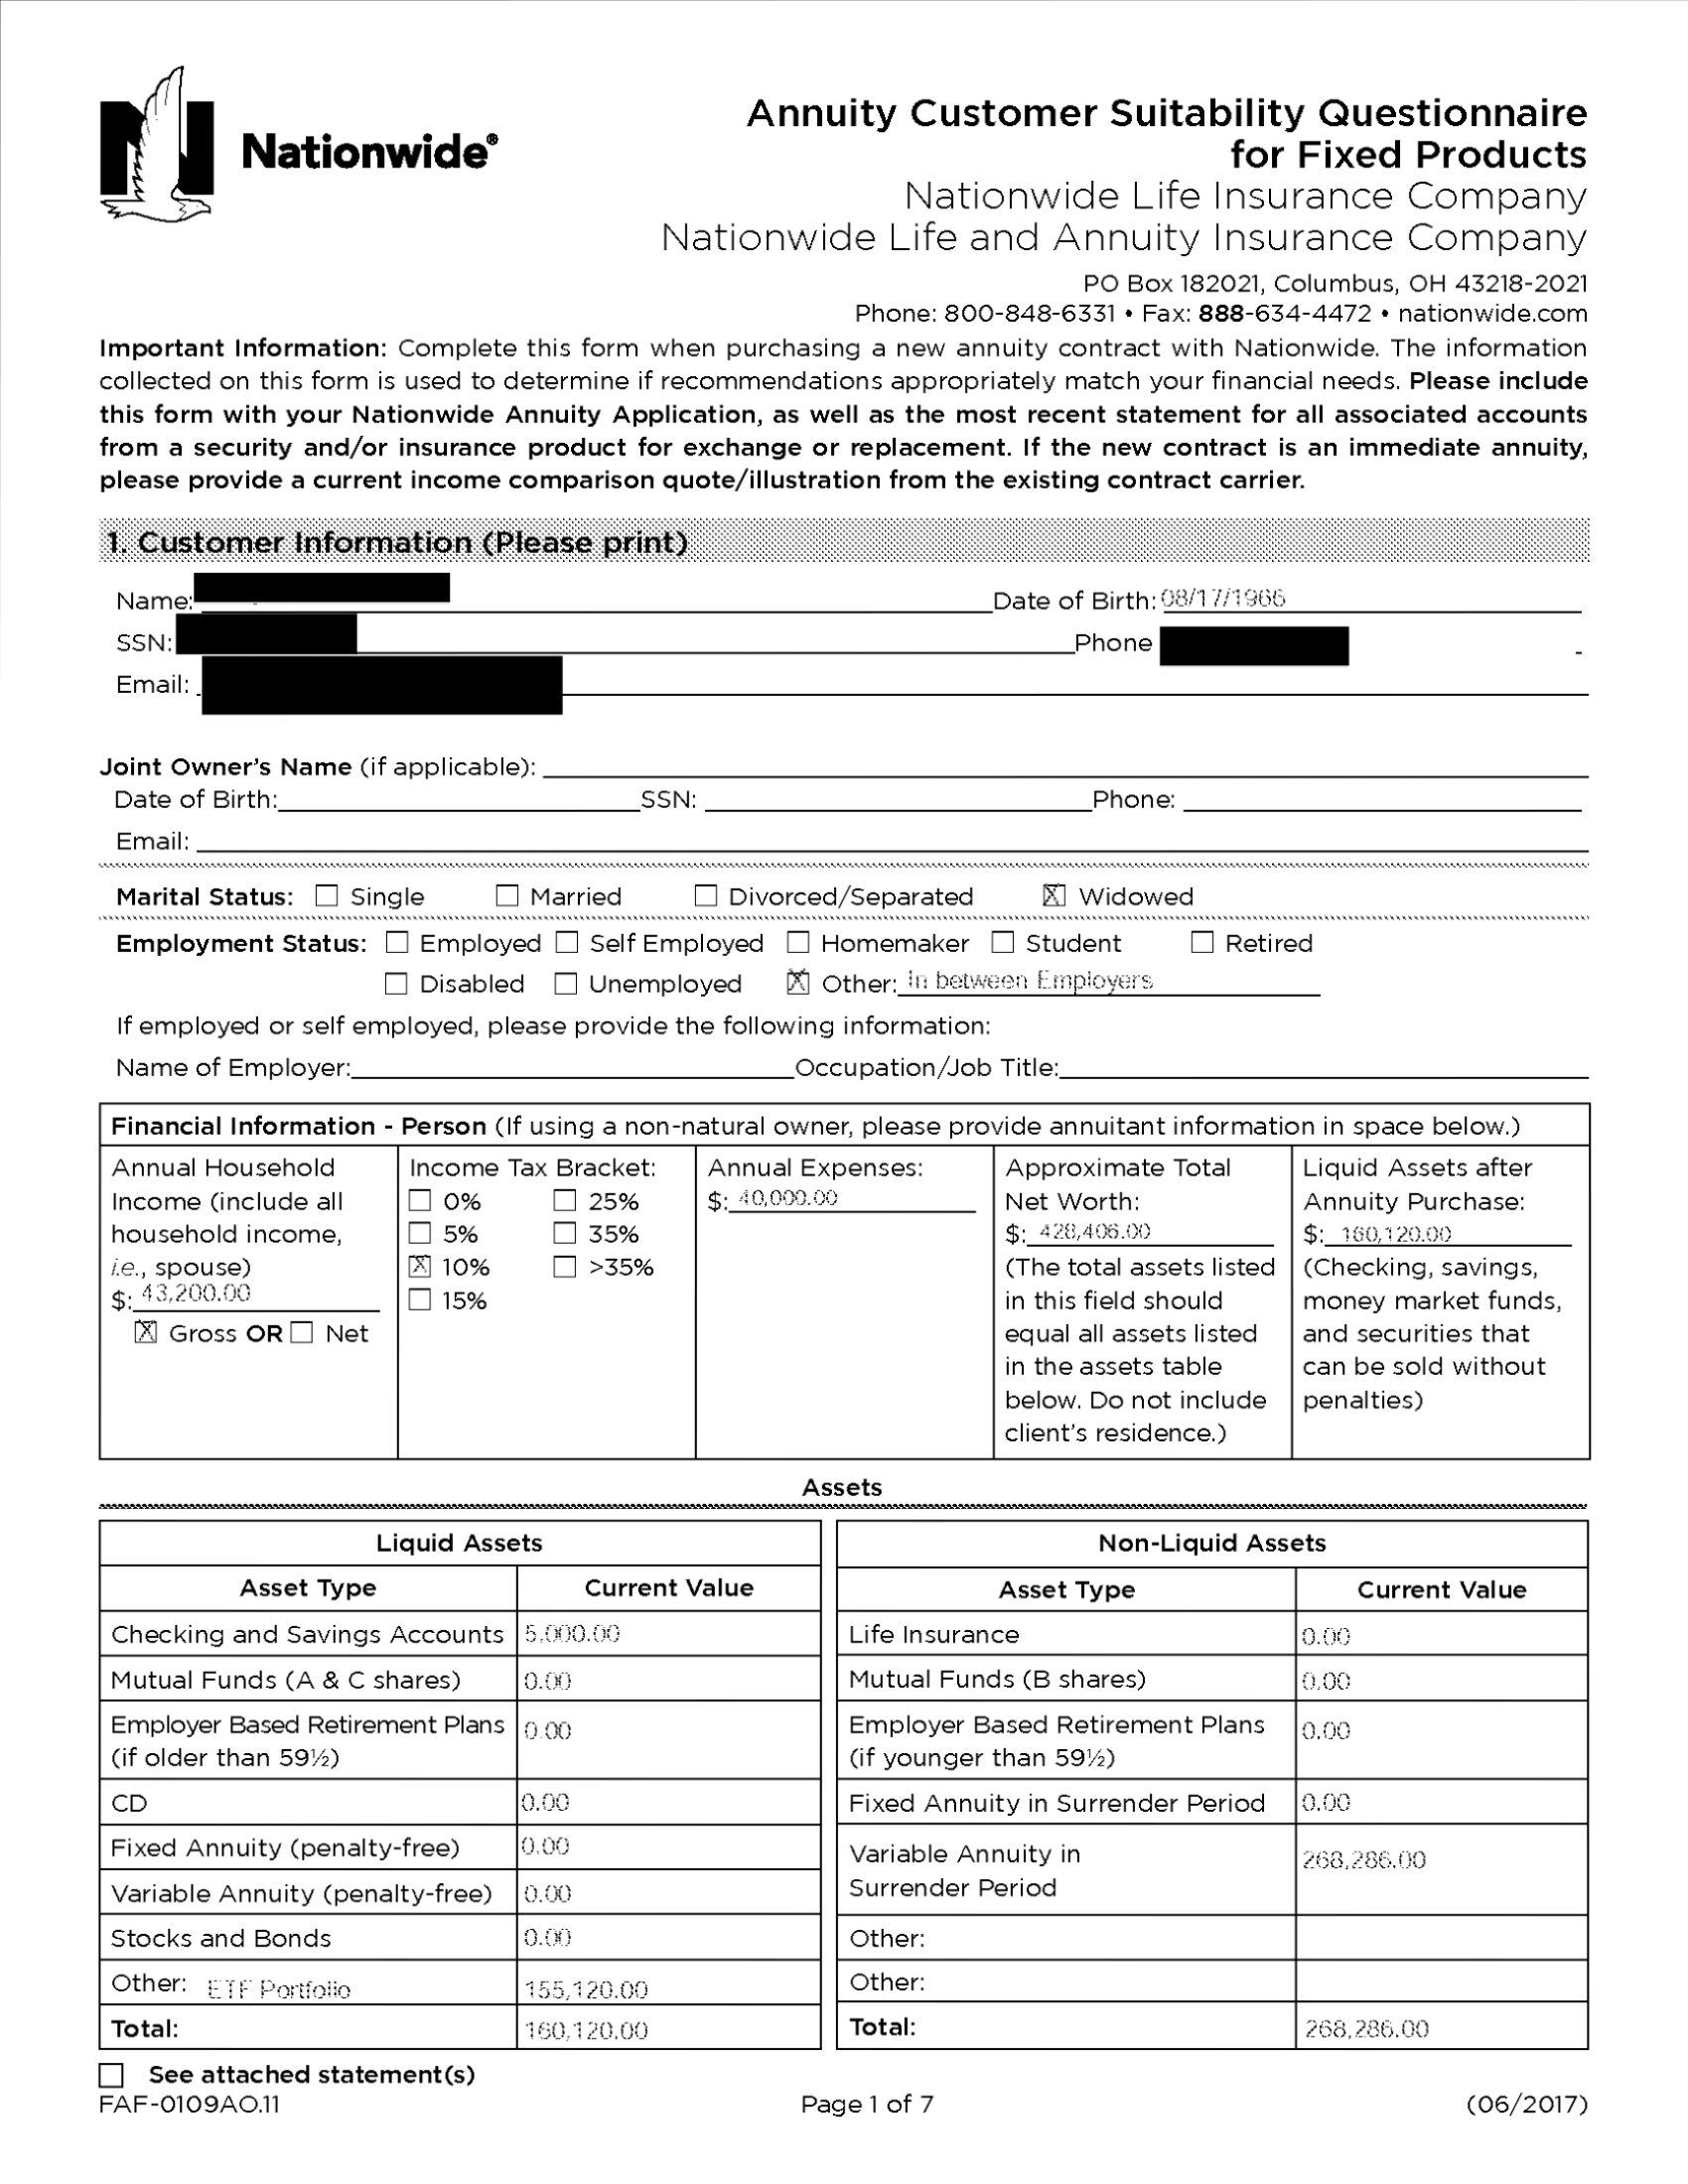 Nationwide®
Annuity Customer Suitability Questionnaire
for Fixed Products
Nationwide Life Insurance Company
Nationwide Life and Annuity Insurance Company
PO Box 182021, Columbus, OH 43218-2021
Phone: 800-848-6331 • Fax: 888-634-4472 • nationwide.com
Important Information: Complete this form when purchasing a new annuity contract with Nationwide. The information
collected on this form is used to determine if recommendations appropriately match your financial needs. Please include
this form with your Nationwide Annuity Application, as well as the most recent statement for all associated accounts
from a security and/or insurance product for exchange or replacement. If the new contract is an immediate annuity,
please provide a current income comparison quote/illustration from the existing contract carrier.
1. Customer Information (Please print)
Name: Date of Birth: 08/17/1966
SSN: Phone
Email:
Joint Owner's Name (if applicable):
Date of Birth: SSN: Phone:
Email:
Marital Status: Single Married Divorced/Separated X Widowed
Employment Status: Employed Self Employed Homemaker Student Retired
Disabled Unemployed X Other: In between Employers
If employed or self employed, please provide the following information:
Name of Employer: Occupation/Job Title:
Financial Information - Person (If using a non-natural owner, please provide annuitant information in space below.)
Annual Household
Income (include all
household income,
i.e., spouse)
$: 43,200.00
X Gross OR Net
Income Tax Bracket:
0% 25%
5% 35%
X 10% >35%
15%
Annual Expenses:
$: 40,000.00
Approximate Total
Net Worth:
$: 428,406.00
(The total assets listed
in this field should
equal all assets listed
in the assets table
below. Do not include
client's residence.)
Liquid Assets after
Annuity Purchase:
$: 160,120.00
(Checking, savings,
money market funds,
and securities that
can be sold without
penalties)
Assets
Liquid Assets
Asset Type Current Value
Checking and Savings Accounts 5,000.00
Mutual Funds (A & C shares) 0.00
Employer Based Retirement Plans
(if older than 59½) 0.00
CD 0.00
Fixed Annuity (penalty-free) 0.00
Variable Annuity (penalty-free) 0.00
Stocks and Bonds 0.00
Other: ETF Portfolio 155,120.00
Total: 160,120.00
Non-Liquid Assets
Asset Type Current Value
Life Insurance 0.00
Mutual Funds (B shares) 0.00
Employer Based Retirement Plans
(if younger than 59½) 0.00
Fixed Annuity in Surrender Period 0.00
Variable Annuity in
Surrender Period 268,286.00
Other:
Other:
Total: 268,286.00
See attached statement(s)
FAF-0109AO.11 Page 1 of 7 (06/2017)